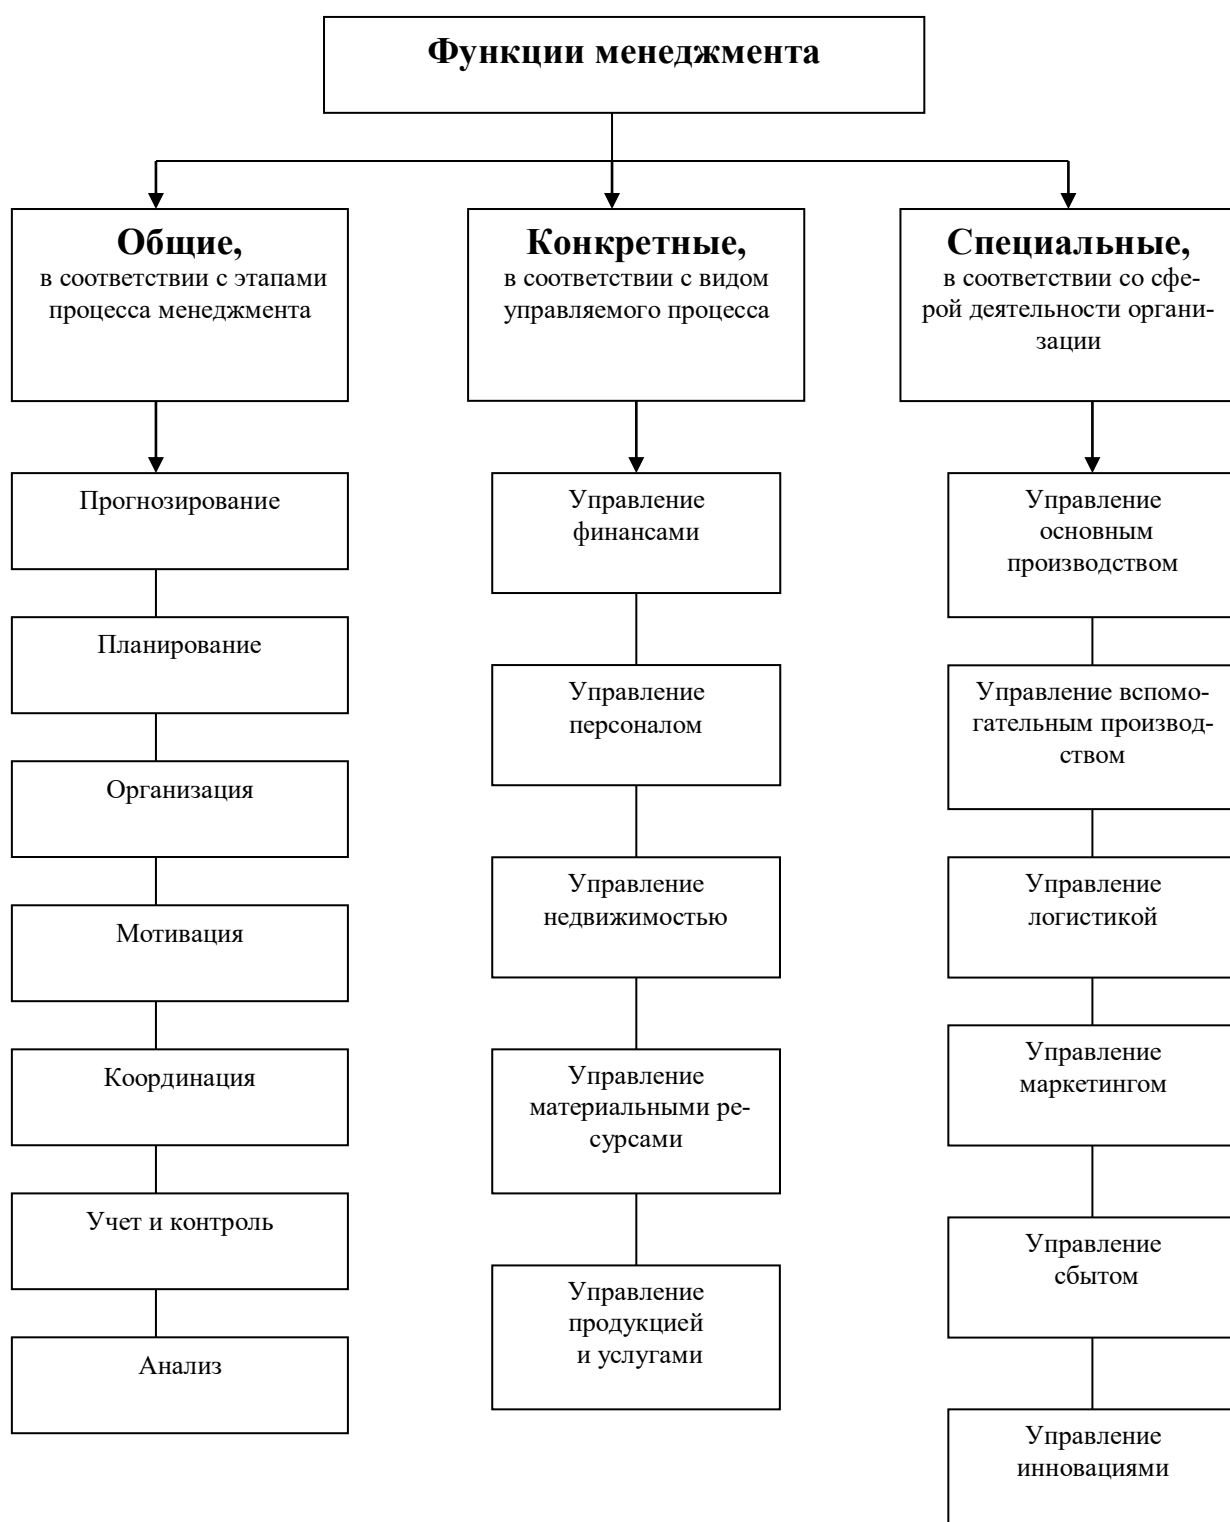 Функции менеджмента
Общие,
в соответствии с этапами
процесса менеджмента
Конкретные,
в соответствии с видом
управляемого процесса
Специальные,
в соответствии со сфе-
рой деятельности органи-
зации
Прогнозирование
Планирование
Организация
Мотивация
Координация
Учет и контроль
Анализ
Управление
финансами
Управление
персоналом
Управление
недвижимостью
Управление
материальными ре-
сурсами
Управление
продукцией
и услугами
Управление
основным
производством
Управление вспомо-
гательным производ-
ством
Управление
логистикой
Управление
маркетингом
Управление
сбытом
Управление
инновациями